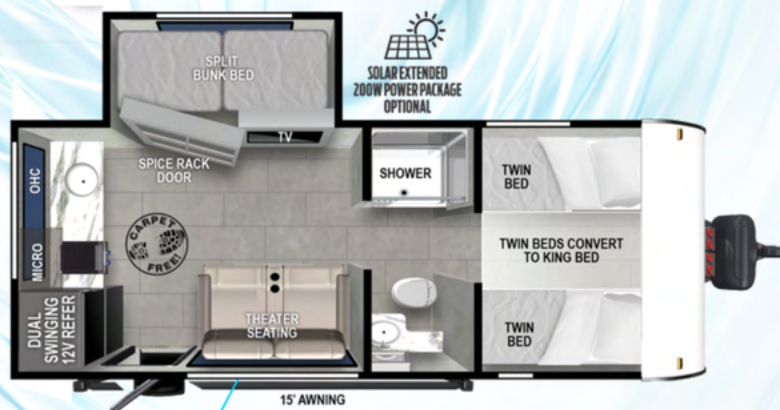 SPLIT
BUNK BED
SOLAR EXTENDED
200W POWER PACKAGE
OPTIONAL
TV
SPICE RACK
DOOR
SHOWER
TWIN
BED
OHC
MICRO
CARPET
FREE!
TWIN BEDS CONVERT
TO KING BED
DUAL
SWINGING
12V REFER
THEATER
SEATING
TWIN
BED
15' AWNING